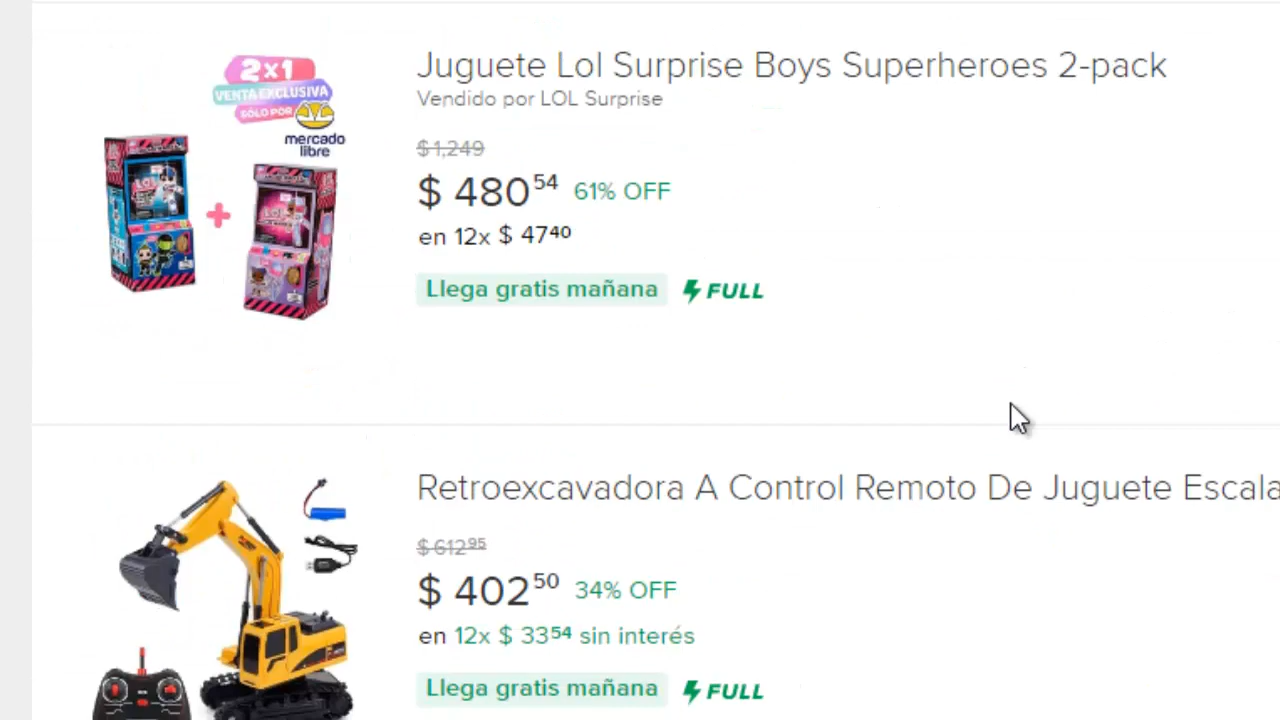 2x1
VENTA EXCLUSIVA
SÓLO POR
mercado
libre
Juguete Lol Surprise Boys Superheroes 2-pack
Vendido por LOL Surprise
$ 1,249
$ 480 54 61% OFF
en 12x $ 47 40
Llega gratis mañana FULL
Retroexcavadora A Control Remoto De Juguete Escala
$ 612 95
$ 402 50 34% OFF
en 12x $ 33 54 sin interés
Llega gratis mañana FULL